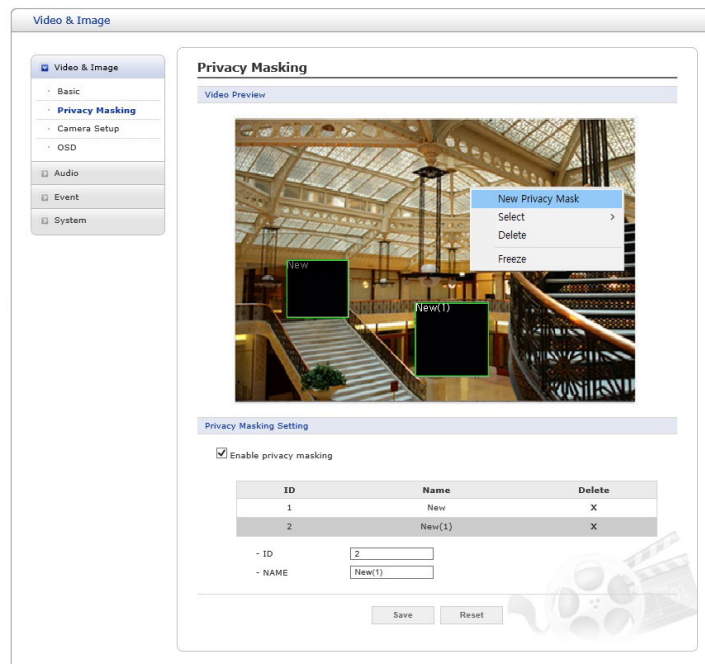 Video & Image
Video & Image
· Basic
· Privacy Masking
· Camera Setup
· OSD
Audio
Event
System
Privacy Masking
Video Preview
New Privacy Mask
Select >
Delete
Freeze
New
New(1)
Privacy Masking Setting
Enable privacy masking
ID Name Delete
1 New X
2 New(1) X
- ID 2
- NAME New(1)
Save Reset